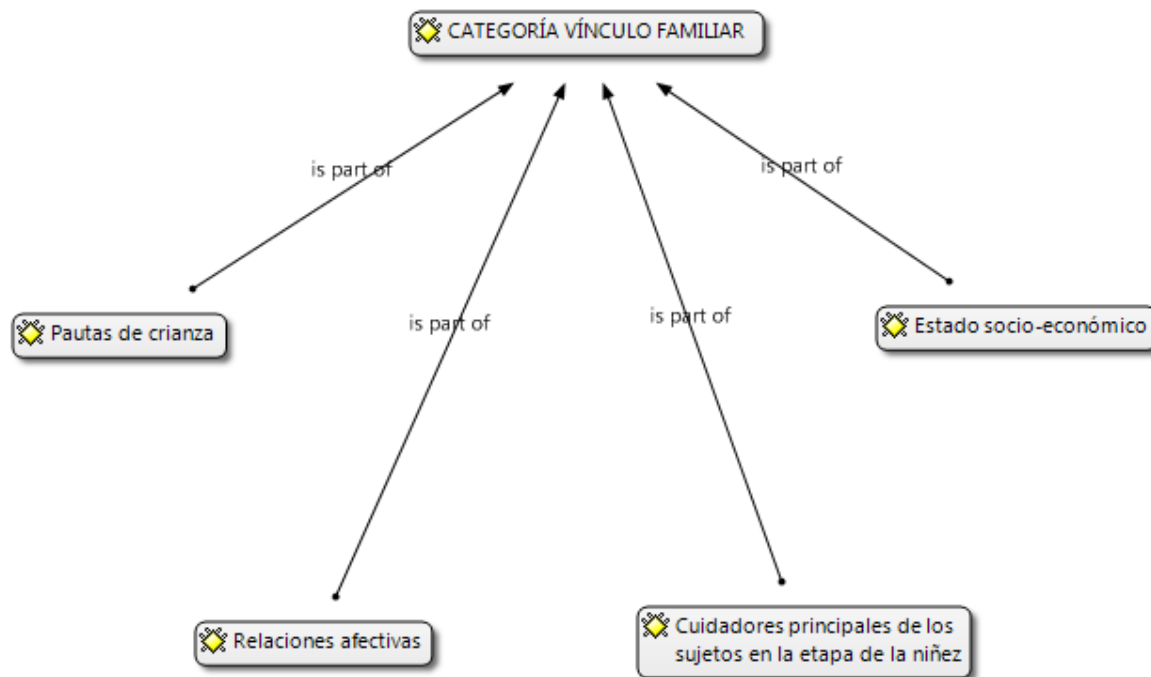 CATEGORÍA VÍNCULO FAMILIAR
is part of
is part of
is part of
is part of
Pautas de crianza
Estado socio-económico
Relaciones afectivas
Cuidadores principales de los
sujetos en la etapa de la niñez